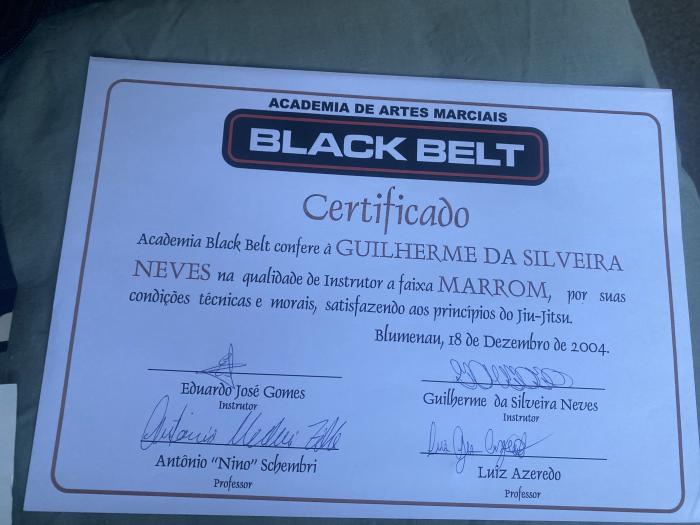 ACADEMIA DE ARTES MARCIAIS
BLACK BELT
Certificado
Academia Black Belt confere à GUILHERME DA SILVEIRA
NEVES na qualidade de Instrutor a faixa MARROM, por suas
condições técnicas e morais, satisfazendo aos princípios do Jiu-Jitsu.
Blumenau, 18 de Dezembro de 2004.
Eduardo José Gomes
Instrutor
Guilherme da Silveira Neves
Instrutor
Antônio "Nino" Schembri
Professor
Luiz Azeredo
Professor